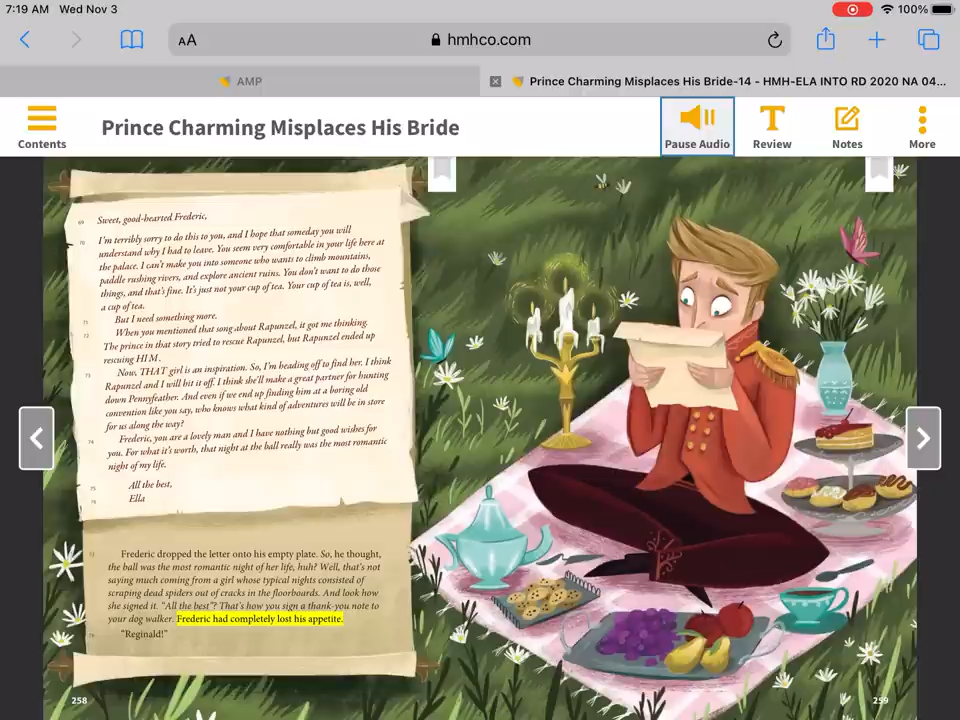 7:19 AM Wed Nov 3
100%
AA
hmhco.com
AMP
Prince Charming Misplaces His Bride-14 - HMH-ELA INTO RD 2020 NA 04...
Contents
Prince Charming Misplaces His Bride
Pause Audio
Review
Notes
More
69 Sweet, good-hearted Frederic,
70 I'm terribly sorry to do this to you, and I hope that someday you will
understand why I had to leave. You seem very comfortable in your life here at
the palace. I can't make you into someone who wants to climb mountains,
paddle rushing rivers, and explore ancient ruins. You don't want to do those
things, and that's fine. It's just not your cup of tea. Your cup of tea is, well,
a cup of tea.
71 But I need something more.
72 When you mentioned that song about Rapunzel, it got me thinking.
The prince in that story tried to rescue Rapunzel, but Rapunzel ended up
rescuing HIM.
73 Now, THAT girl is an inspiration. So, I'm heading off to find her. I think
Rapunzel and I will hit it off. I think she'll make a great partner for hunting
down Pennyfeather. And even if we end up finding him at a boring old
convention like you say, who knows what kind of adventures will be in store
for us along the way?
74 Frederic, you are a lovely man and I have nothing but good wishes for
you. For what it's worth, that night at the ball really was the most romantic
night of my life.
75 All the best,
76 Ella
Frederic dropped the letter onto his empty plate. So, he thought,
the ball was the most romantic night of her life, huh? Well, that's not
saying much coming from a girl whose typical nights consisted of
scraping dead spiders out of cracks in the floorboards. And look how
she signed it. "All the best"? That's how you sign a thank-you note to
your dog walker. Frederic had completely lost his appetite.
"Reginald!"
258
259